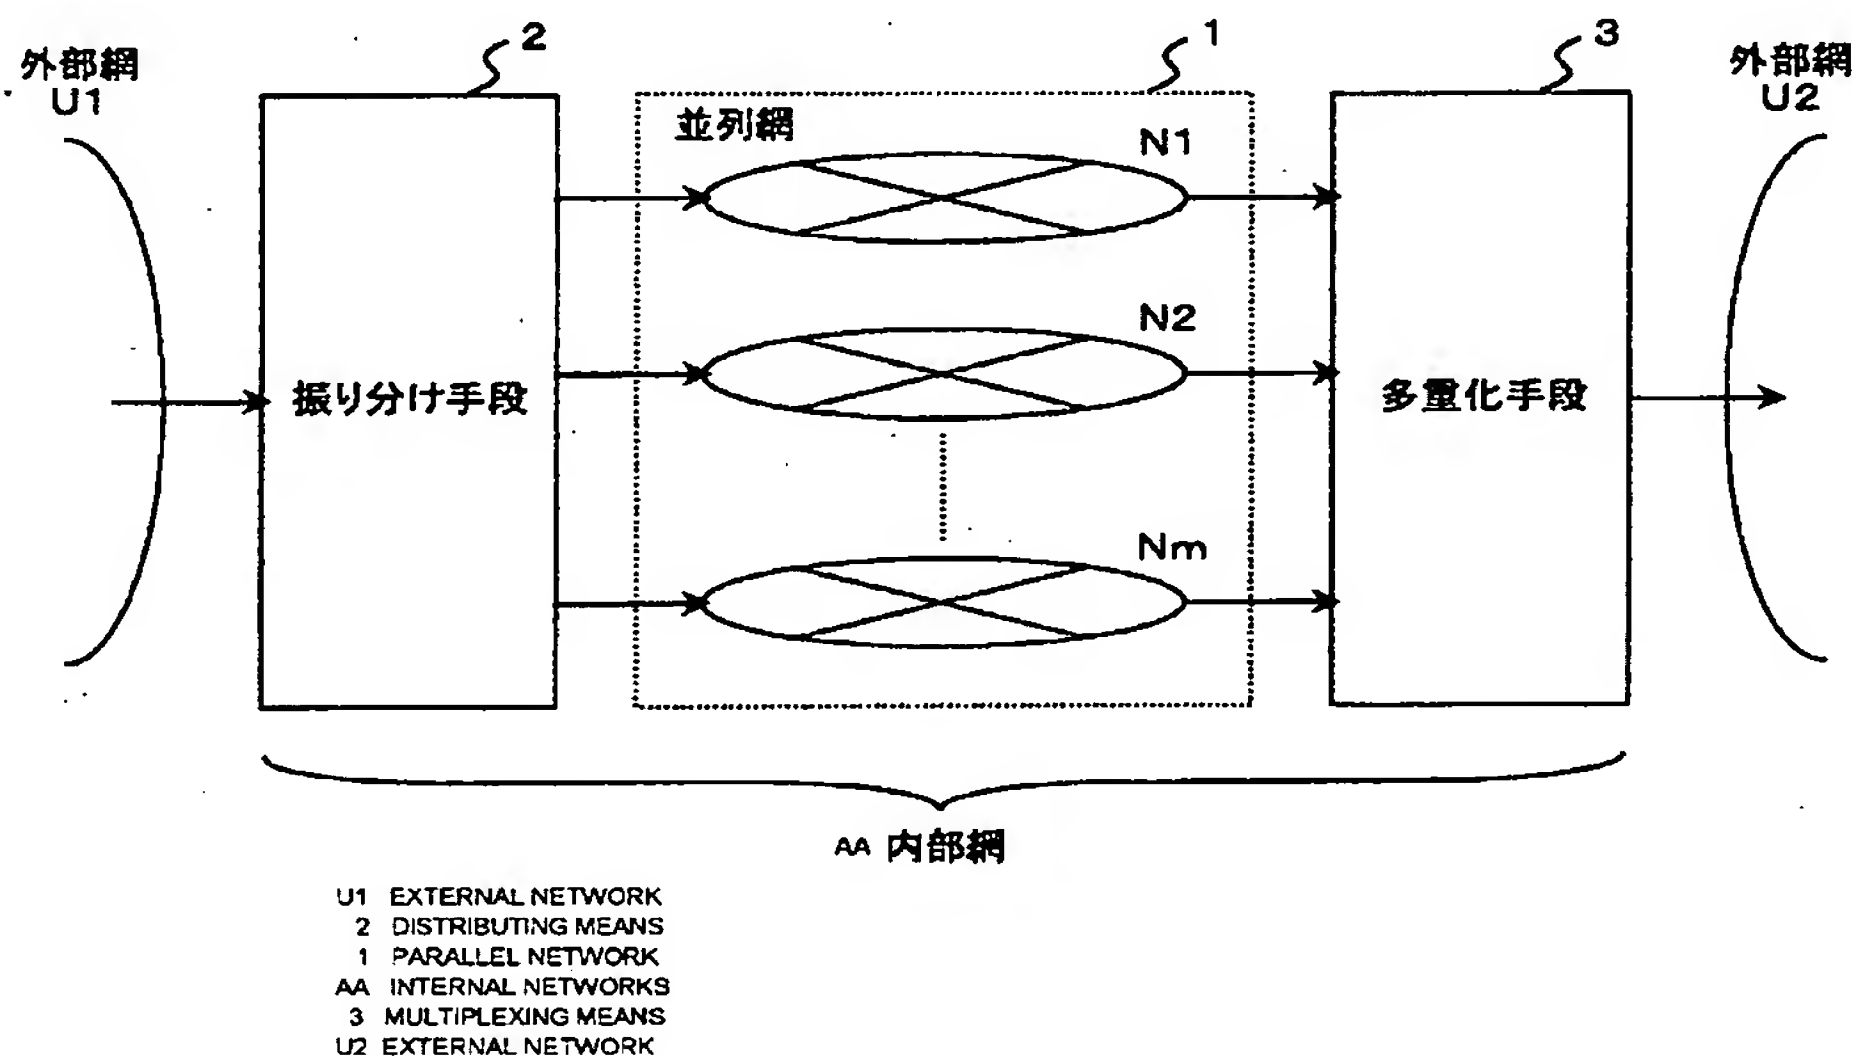 2
1
3
外部網
U1
外部網
U2
並列網
N1
N2
振り分け手段
多重化手段
Nm
AA 内部網
U1 EXTERNAL NETWORK
2 DISTRIBUTING MEANS
1 PARALLEL NETWORK
AA INTERNAL NETWORKS
3 MULTIPLEXING MEANS
U2 EXTERNAL NETWORK